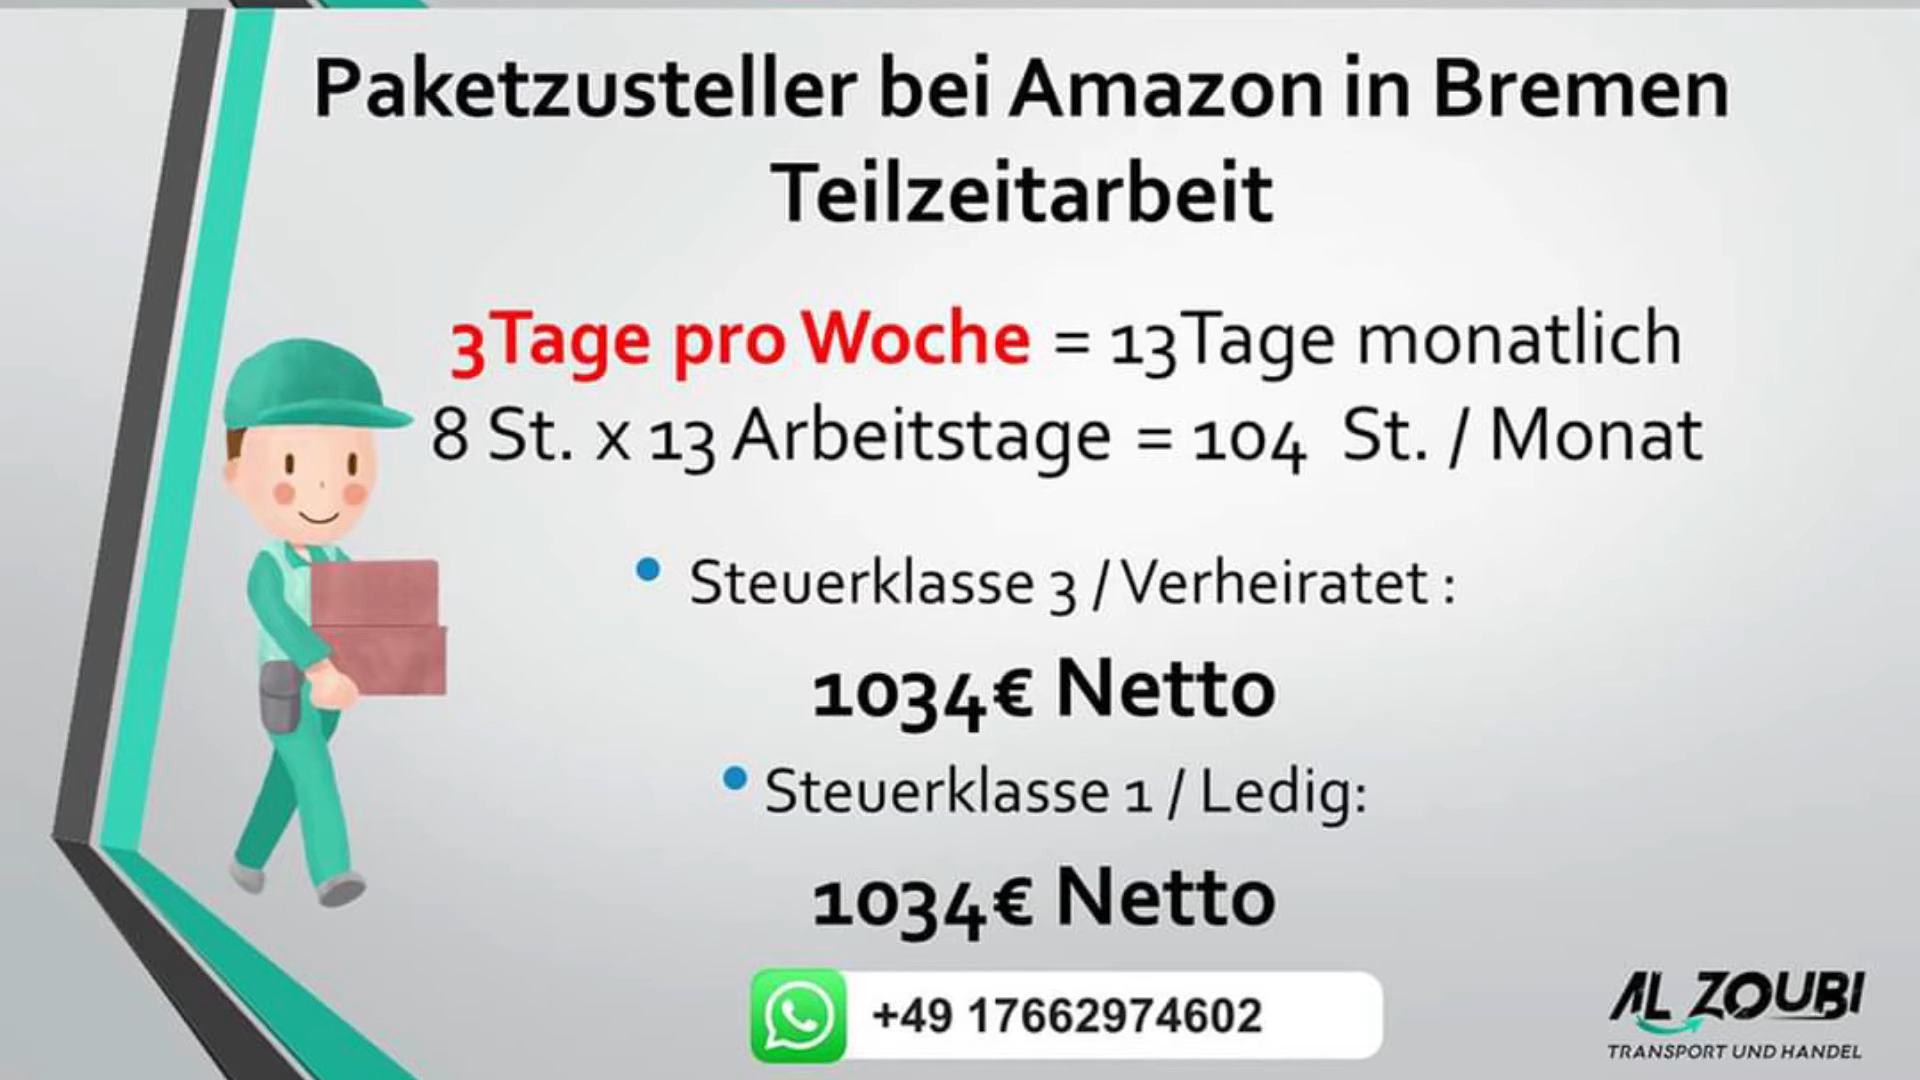 Paketzusteller bei Amazon in Bremen
Teilzeitarbeit
3Tage pro Woche = 13Tage monatlich
8 St. x 13 Arbeitstage = 104 St. / Monat
• Steuerklasse 3 / Verheiratet :
1034€ Netto
• Steuerklasse 1 / Ledig:
1034€ Netto
+49 17662974602
AL ZOUBI
TRANSPORT UND HANDEL